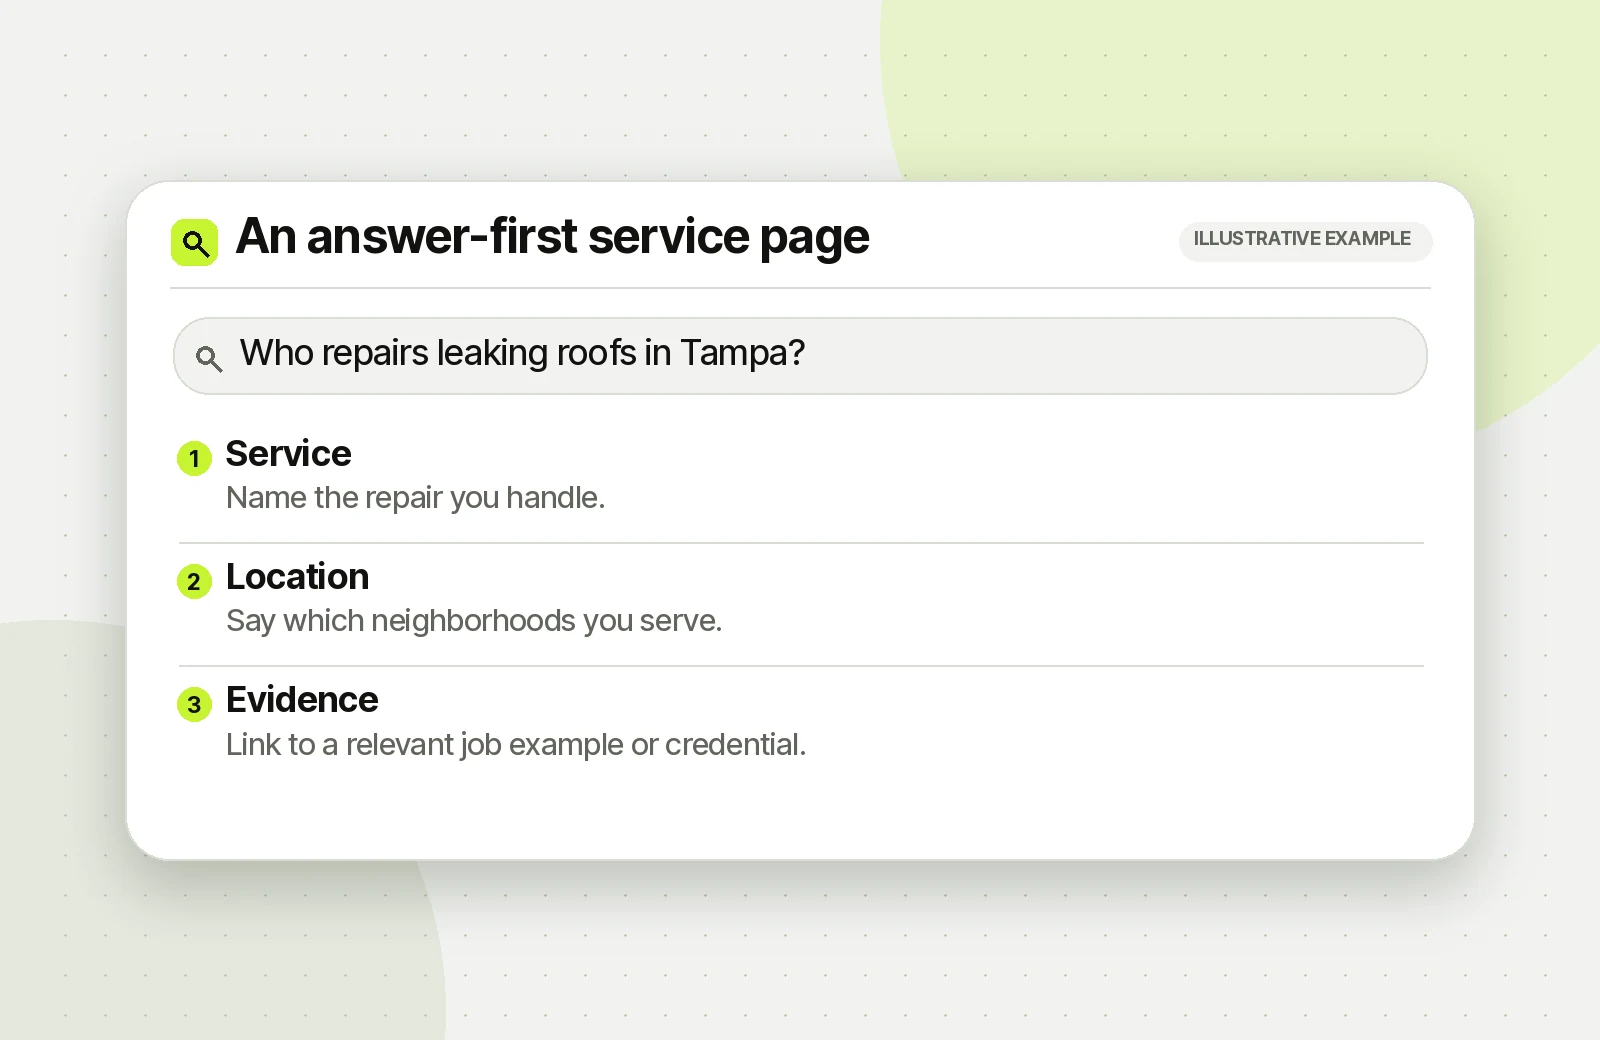 An answer-first service page
ILLUSTRATIVE EXAMPLE
Who repairs leaking roofs in Tampa?
1 Service
Name the repair you handle.
2 Location
Say which neighborhoods you serve.
3 Evidence
Link to a relevant job example or credential.